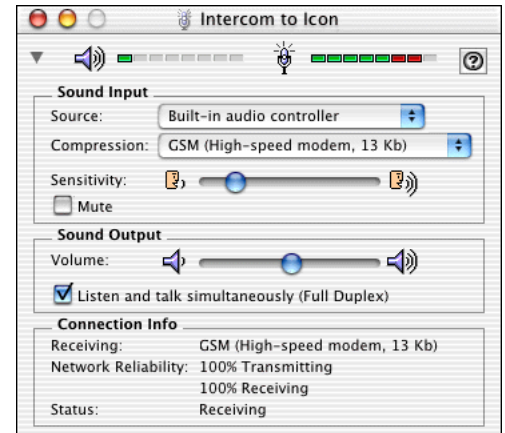 Intercom to Icon
?
Sound Input
Source: Built-in audio controller
Compression: GSM (High-speed modem, 13 Kb)
Sensitivity:
Mute
Sound Output
Volume:
Listen and talk simultaneously (Full Duplex)
Connection Info
Receiving: GSM (High-speed modem, 13 Kb)
Network Reliability: 100% Transmitting
100% Receiving
Status: Receiving